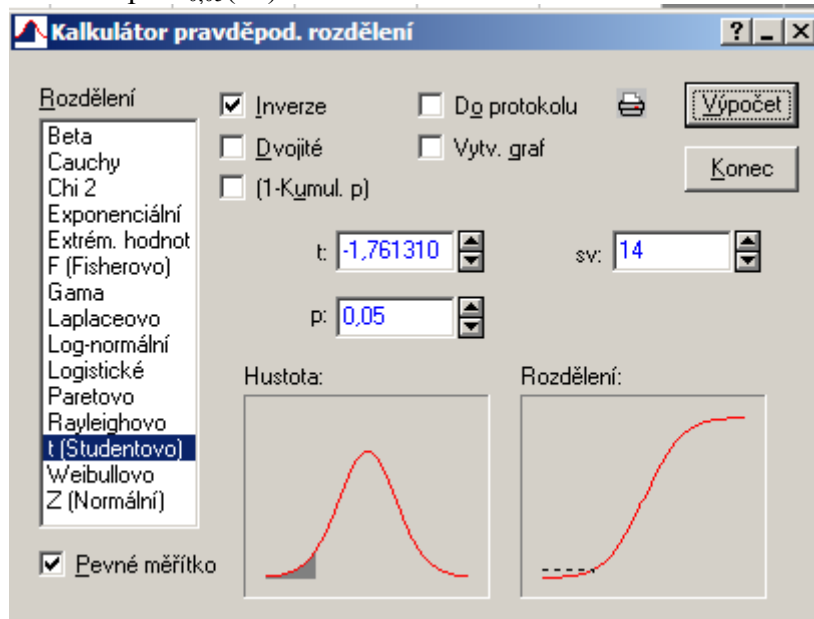 0,05
Kalkulátor pravděpod. rozdělení
Rozdělení
Beta
Cauchy
Chi 2
Exponenciální
Extrém. hodnot
F (Fisherovo)
Gama
Laplaceovo
Log-normální
Logistické
Paretovo
Rayleighovo
t (Studentovo)
Weibullovo
Z (Normální)
Pevné měřítko
Inverze
Dvojité
(1-Kumul. p)
Do protokolu
Vytv. graf
Výpočet
Konec
t: -1,761310
sv: 14
p: 0,05
Hustota:
Rozdělení: